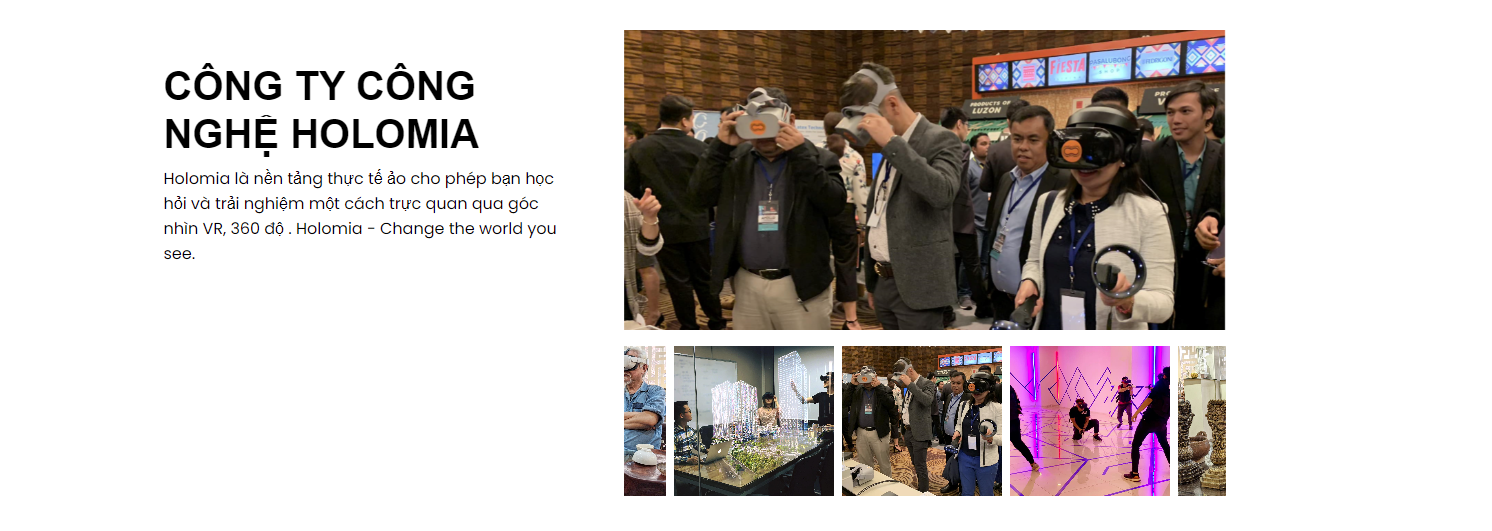 CÔNG TY CÔNG
NGHỆ HOLOMIA
Holomia là nền tảng thực tế ảo cho phép bạn học
hỏi và trải nghiệm một cách trực quan qua góc
nhìn VR, 360 độ . Holomia - Change the world you
see.
FIESTA
PRODUCTS OF
LUZON
PRODUCTS OF